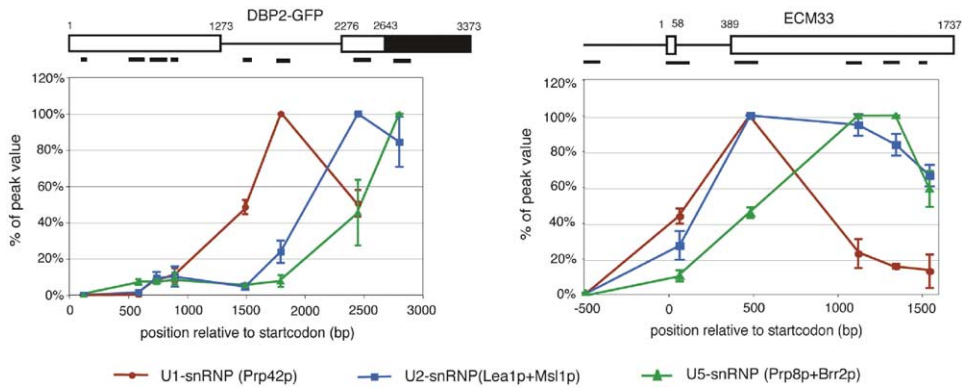 DBP2-GFP
1 1273 2276 2643 3373
120%
100%
80%
60%
40%
20%
0%
% of peak value
0 500 1000 1500 2000 2500 3000
position relative to startcodon (bp)
ECM33
1 58 389 1737
120%
100%
80%
60%
40%
20%
0%
% of peak value
-500 0 500 1000 1500
position relative to startcodon (bp)
U1-snRNP (Prp42p) U2-snRNP(Lea1p+Msl1p) U5-snRNP (Prp8p+Brr2p)